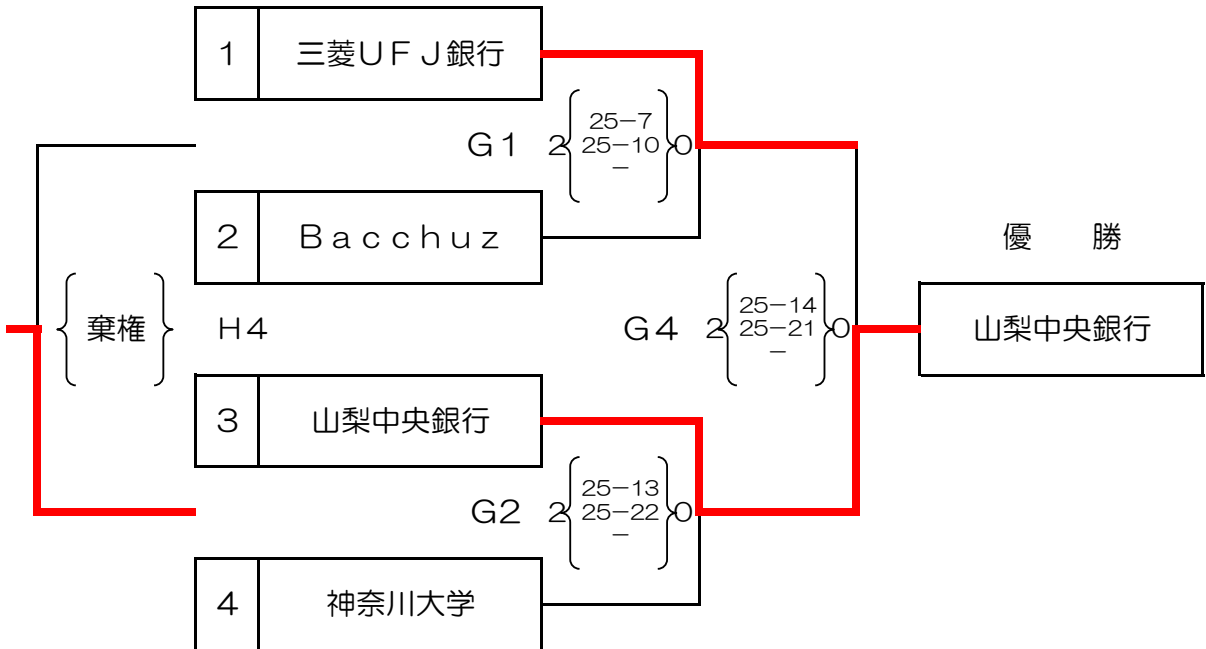 1 三菱UFJ銀行
G1 2 25-7 0
25-10
-
2 Bacchuz
優 勝
棄権 H4
G4 2 25-14 0
25-21
-
山梨中央銀行
3 山梨中央銀行
G2 2 25-13 0
25-22
-
4 神奈川大学